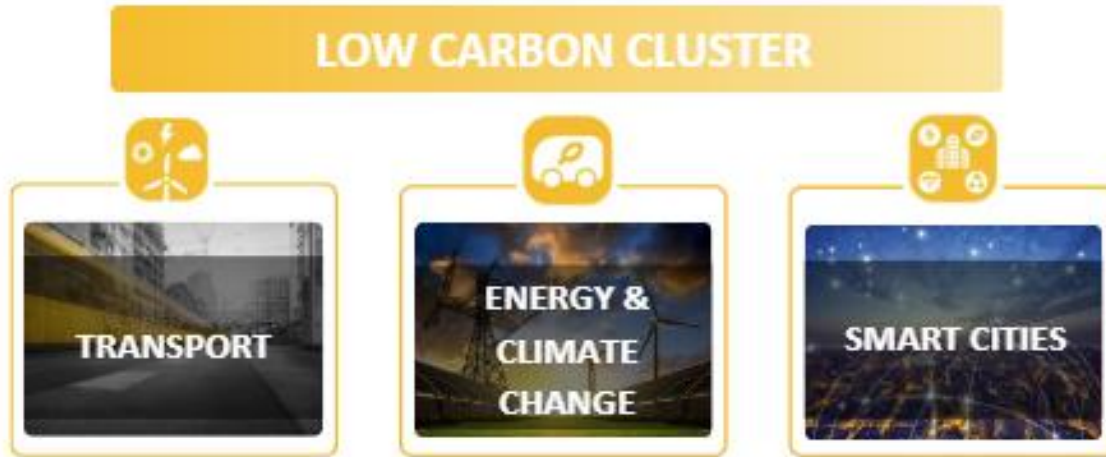 LOW CARBON CLUSTER
TRANSPORT
ENERGY &
CLIMATE
CHANGE
SMART CITIES